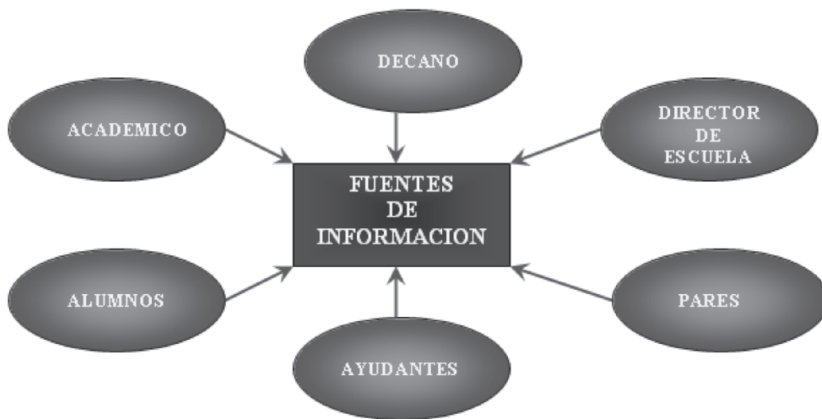 DECANO
ACADEMICO
DIRECTOR
DE
ESCUELA
FUENTES
DE
INFORMACION
ALUMNOS
PARES
AYUDANTES